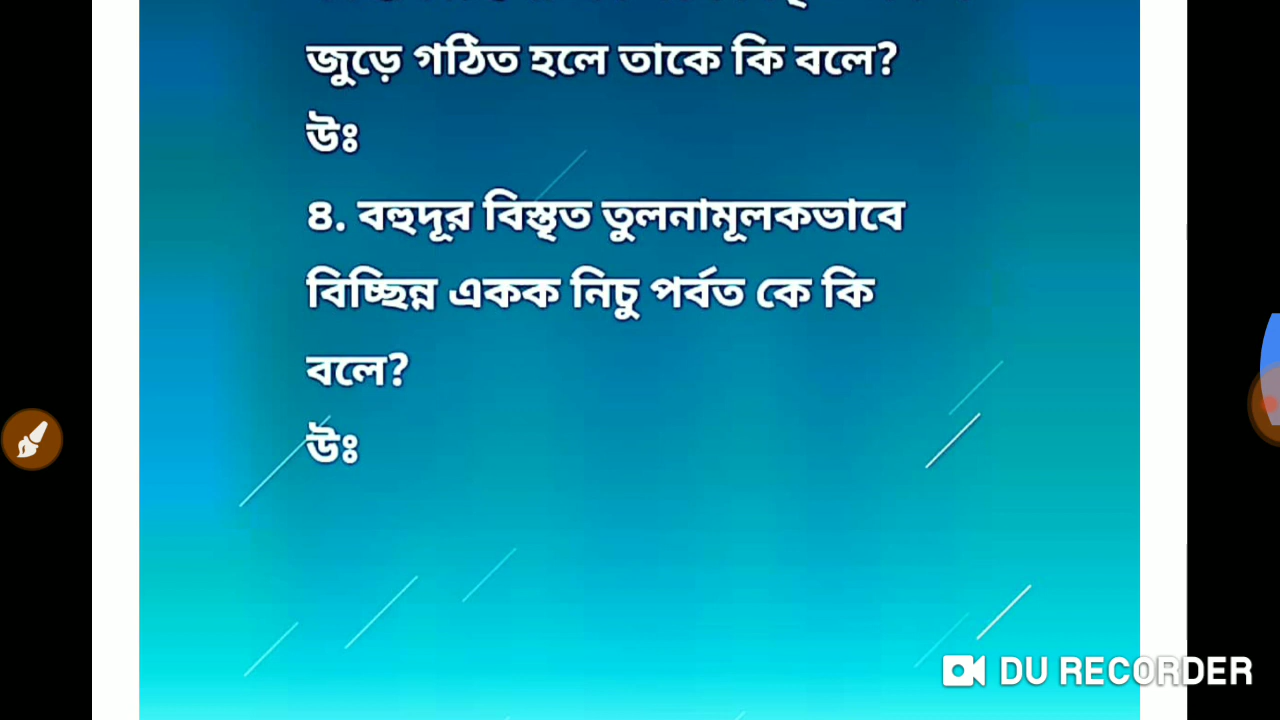 জুড়ে গঠিত হলে তাকে কি বলে?
উঃ
৪. বহুদূর বিস্তৃত তুলনামূলকভাবে
বিচ্ছিন্ন একক নিচু পর্বত কে কি
বলে?
উঃ
DU RECORDER